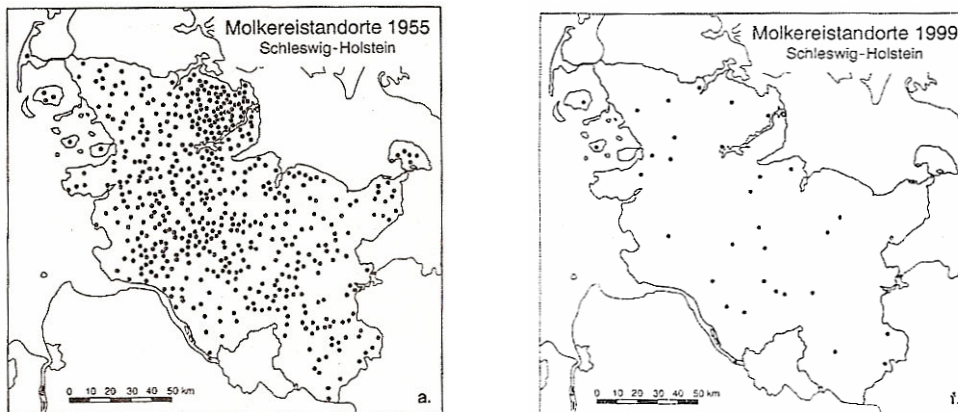 Molkereistandorte 1955
Schleswig-Holstein
0 10 20 30 40 50 km
a.
Molkereistandorte 1999
Schleswig-Holstein
0 10 20 30 40 50 km